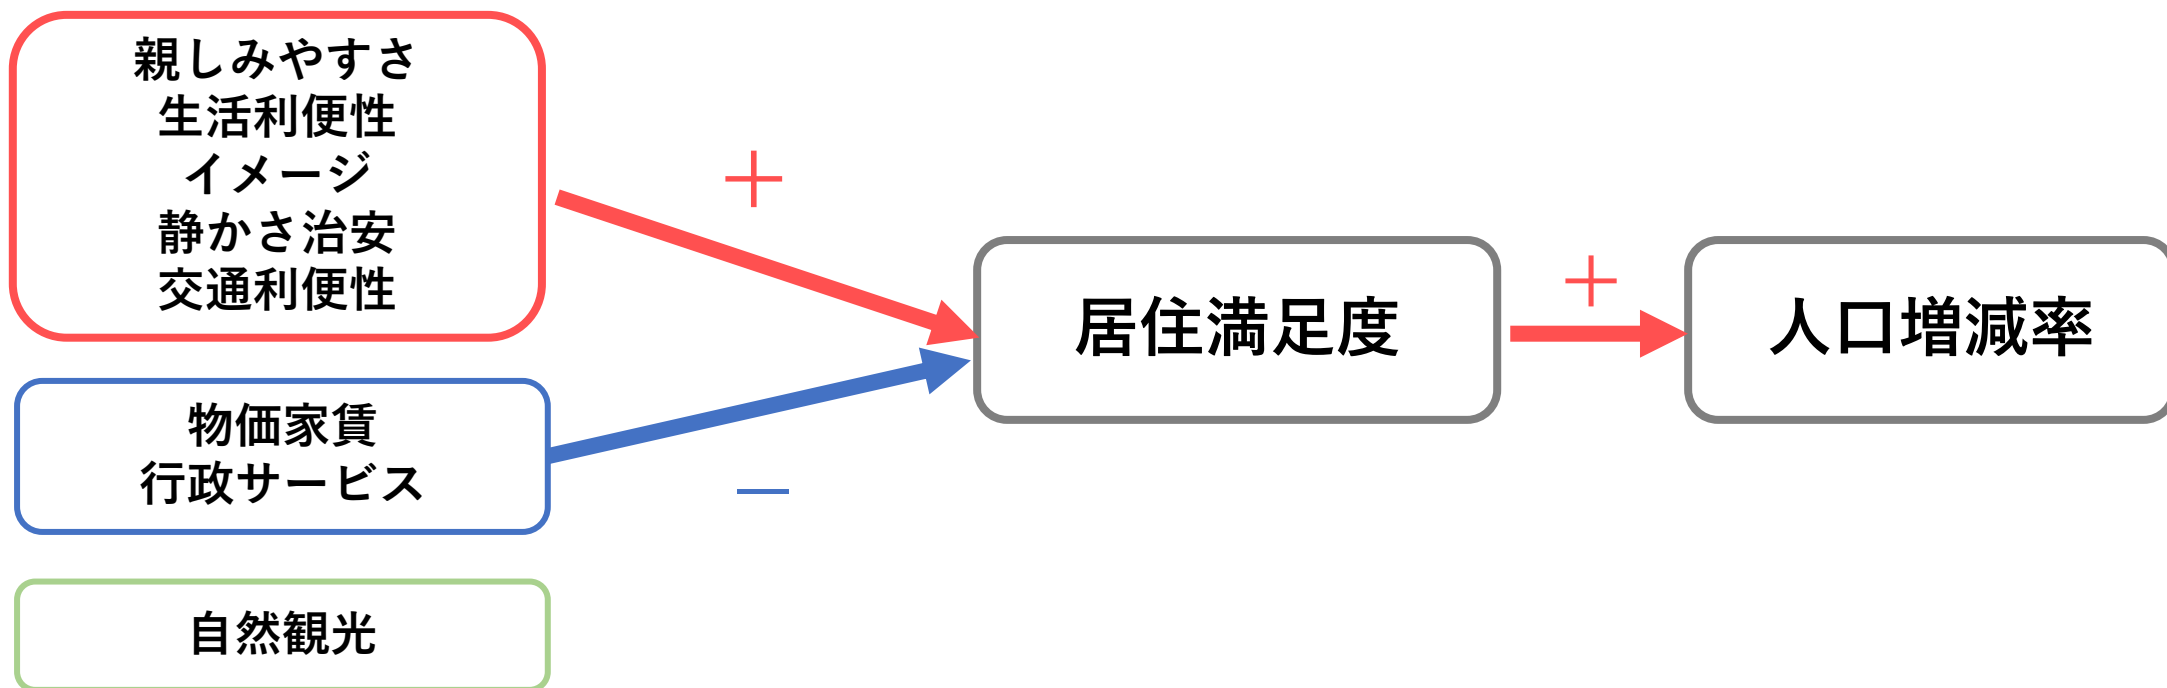 親しみやすさ
生活利便性
イメージ
静かさ治安
交通利便性
＋
物価家賃
行政サービス
－
自然観光
居住満足度
＋
人口増減率